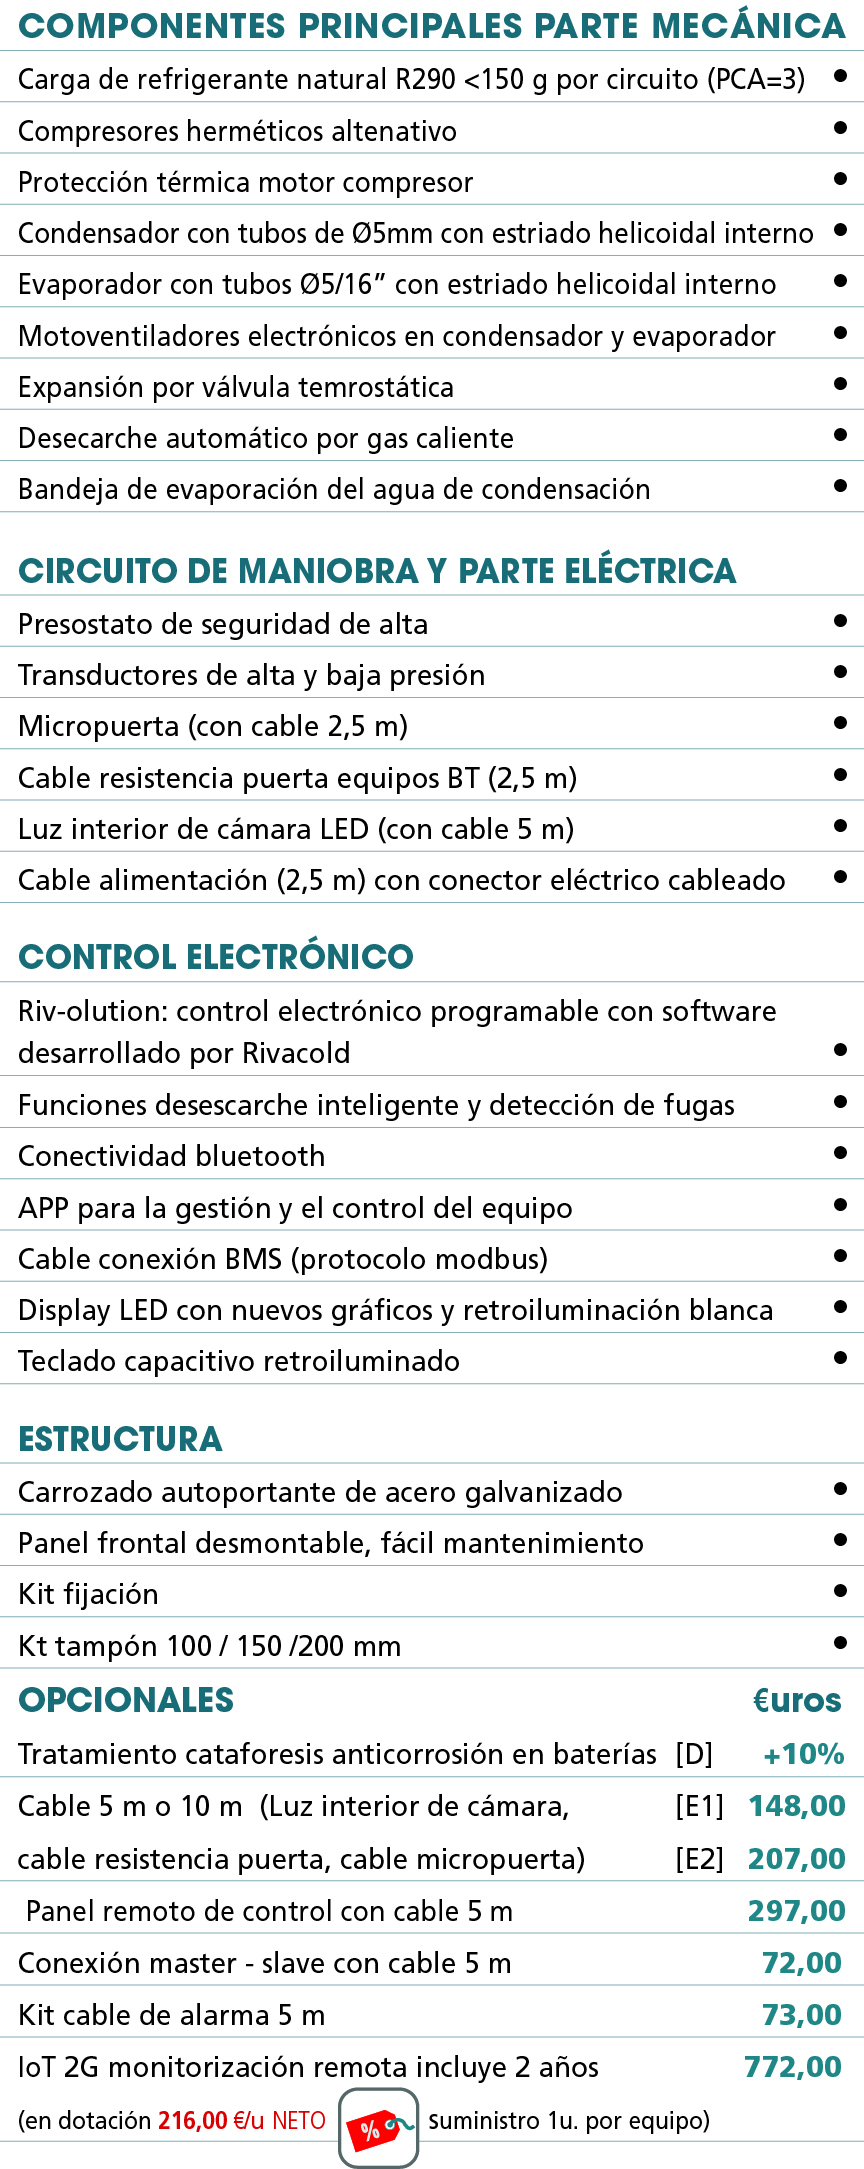 COMPONENTES PRINCIPALES PARTE MECÁNICA
Carga de refrigerante natural R290 <150 g por circuito (PCA=3) •
Compresores herméticos altenativo •
Protección térmica motor compresor •
Condensador con tubos de Ø5mm con estriado helicoidal interno •
Evaporador con tubos Ø5/16” con estriado helicoidal interno •
Motoventiladores electrónicos en condensador y evaporador •
Expansión por válvula temrostática •
Desecarche automático por gas caliente •
Bandeja de evaporación del agua de condensación •
CIRCUITO DE MANIOBRA Y PARTE ELÉCTRICA
Presostato de seguridad de alta •
Transductores de alta y baja presión •
Micropuerta (con cable 2,5 m) •
Cable resistencia puerta equipos BT (2,5 m) •
Luz interior de cámara LED (con cable 5 m) •
Cable alimentación (2,5 m) con conector eléctrico cableado •
CONTROL ELECTRÓNICO
Riv-olution: control electrónico programable con software
desarrollado por Rivacold •
Funciones desescarche inteligente y detección de fugas •
Conectividad bluetooth •
APP para la gestión y el control del equipo •
Cable conexión BMS (protocolo modbus) •
Display LED con nuevos gráficos y retroiluminación blanca •
Teclado capacitivo retroiluminado •
ESTRUCTURA
Carrozado autoportante de acero galvanizado •
Panel frontal desmontable, fácil mantenimiento •
Kit fijación •
Kt tampón 100 / 150 /200 mm •
OPCIONALES €uros
Tratamiento cataforesis anticorrosión en baterías [D] +10%
Cable 5 m o 10 m (Luz interior de cámara, [E1] 148,00
cable resistencia puerta, cable micropuerta) [E2] 207,00
Panel remoto de control con cable 5 m 297,00
Conexión master - slave con cable 5 m 72,00
Kit cable de alarma 5 m 73,00
IoT 2G monitorización remota incluye 2 años 772,00
(en dotación 216,00 €/u NETO % suministro 1u. por equipo)